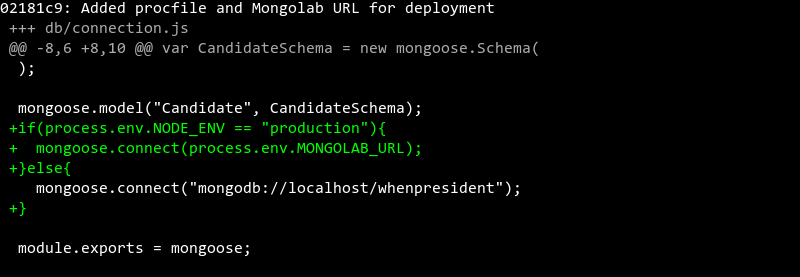 02181c9: Added procfile and Mongolab URL for deployment
+++ db/connection.js
@@ -8,6 +8,10 @@ var CandidateSchema = new mongoose.Schema(
);
mongoose.model("Candidate", CandidateSchema);
+if(process.env.NODE_ENV == "production"){
+  mongoose.connect(process.env.MONGOLAB_URL);
+}else{
mongoose.connect("mongodb://localhost/whenpresident");
+}
module.exports = mongoose;